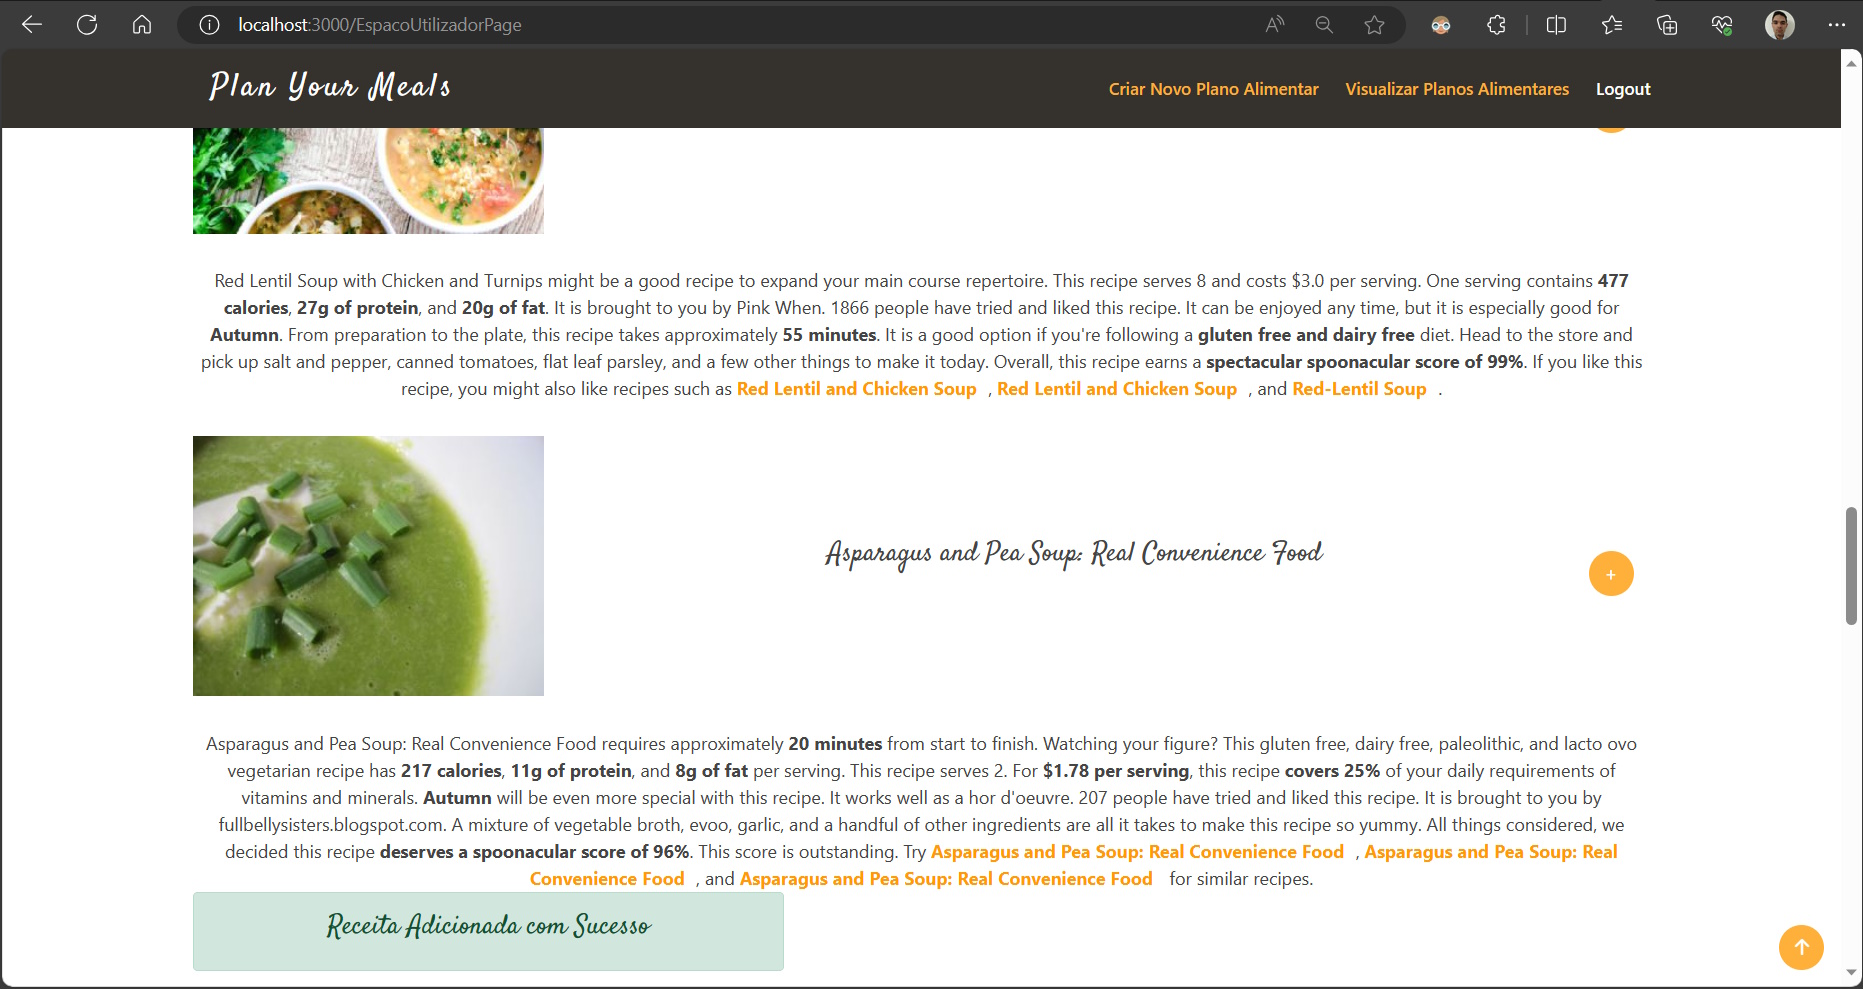 localhost:3000/EspacoUtilizadorPage
Plan Your Meals
Criar Novo Plano Alimentar
Visualizar Planos Alimentares
Logout
Red Lentil Soup with Chicken and Turnips might be a good recipe to expand your main course repertoire. This recipe serves 8 and costs $3.0 per serving. One serving contains 477
calories, 27g of protein, and 20g of fat. It is brought to you by Pink When. 1866 people have tried and liked this recipe. It can be enjoyed any time, but it is especially good for
Autumn. From preparation to the plate, this recipe takes approximately 55 minutes. It is a good option if you're following a gluten free and dairy free diet. Head to the store and
pick up salt and pepper, canned tomatoes, flat leaf parsley, and a few other things to make it today. Overall, this recipe earns a spectacular spoonacular score of 99%. If you like this
recipe, you might also like recipes such as Red Lentil and Chicken Soup , Red Lentil and Chicken Soup , and Red-Lentil Soup .
Asparagus and Pea Soup: Real Convenience Food
+
Asparagus and Pea Soup: Real Convenience Food requires approximately 20 minutes from start to finish. Watching your figure? This gluten free, dairy free, paleolithic, and lacto ovo
vegetarian recipe has 217 calories, 11g of protein, and 8g of fat per serving. This recipe serves 2. For $1.78 per serving, this recipe covers 25% of your daily requirements of
vitamins and minerals. Autumn will be even more special with this recipe. It works well as a hor d'oeuvre. 207 people have tried and liked this recipe. It is brought to you by
fullbellysisters.blogspot.com. A mixture of vegetable broth, evoo, garlic, and a handful of other ingredients are all it takes to make this recipe so yummy. All things considered, we
decided this recipe deserves a spoonacular score of 96%. This score is outstanding. Try Asparagus and Pea Soup: Real Convenience Food , Asparagus and Pea Soup: Real
Convenience Food , and Asparagus and Pea Soup: Real Convenience Food for similar recipes.
Receita Adicionada com Sucesso